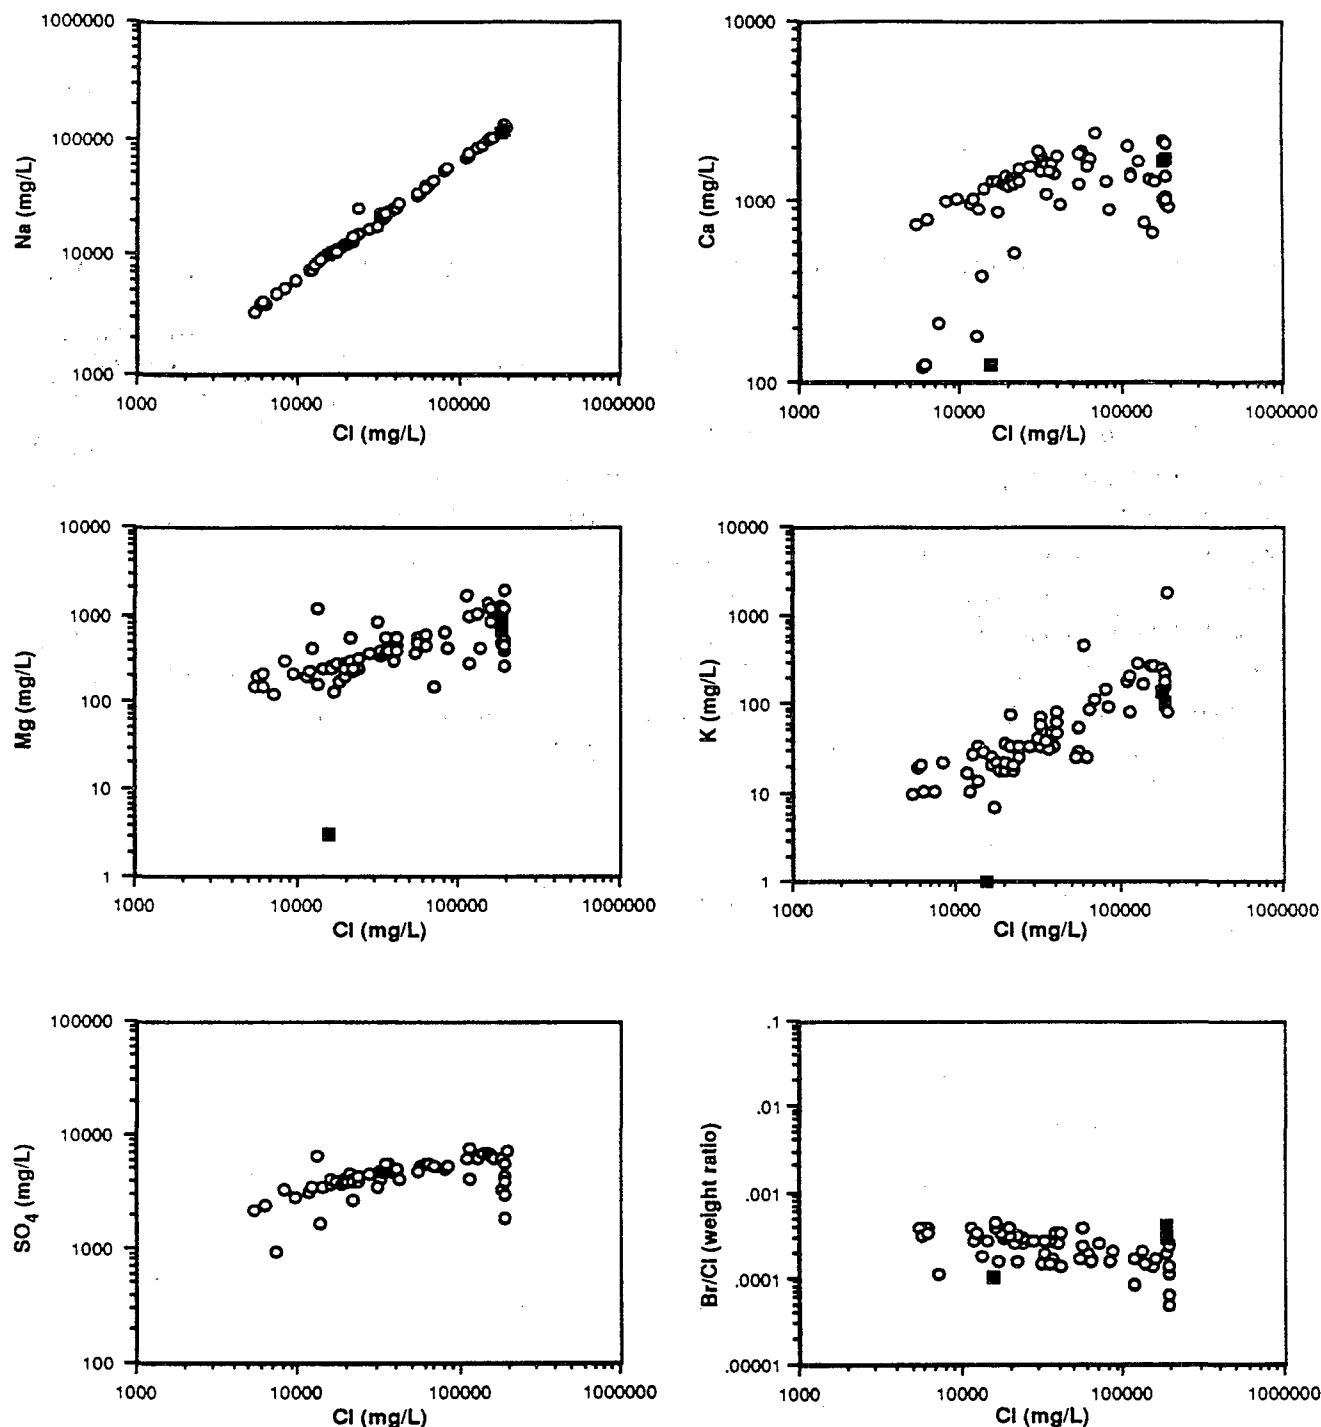 1000000
100000
10000
1000
Na (mg/L)
1000 10000 100000 1000000
Cl (mg/L)
10000
1000
100
Ca (mg/L)
1000 10000 100000 1000000
Cl (mg/L)
10000
1000
100
10
1
Mg (mg/L)
1000 10000 100000 1000000
Cl (mg/L)
10000
1000
100
10
1
K (mg/L)
1000 10000 100000 1000000
Cl (mg/L)
100000
10000
1000
100
SO4 (mg/L)
1000 10000 100000 1000000
Cl (mg/L)
.1
.01
.001
.0001
.00001
Br/Cl (weight ratio)
1000 10000 100000 1000000
Cl (mg/L)